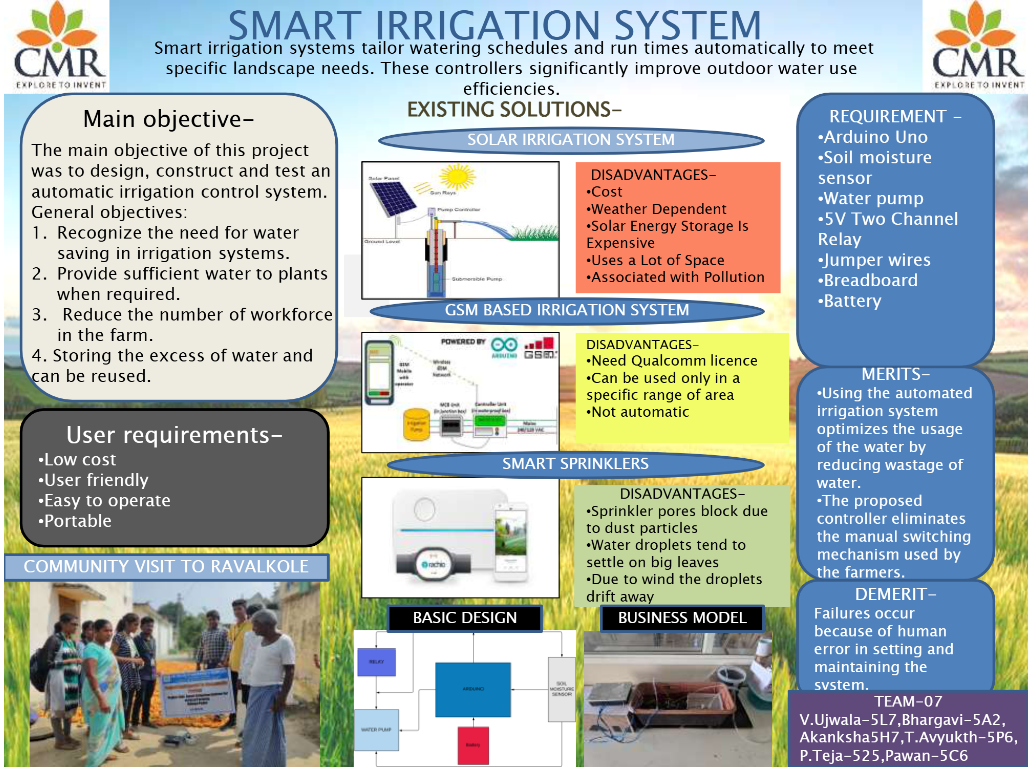 SMART IRRIGATION SYSTEM
Smart irrigation systems tailor watering schedules and run times automatically to meet
specific landscape needs. These controllers significantly improve outdoor water use
efficiencies.
CMR
EXPLORE TO INVENT
CMR
EXPLORE TO INVENT
Main objective-
The main objective of this project
was to design, construct and test an
automatic irrigation control system.
General objectives:
1. Recognize the need for water
saving in irrigation systems.
2. Provide sufficient water to plants
when required.
3. Reduce the number of workforce
in the farm.
4. Storing the excess of water and
can be reused.
User requirements-
•Low cost
•User friendly
•Easy to operate
•Portable
COMMUNITY VISIT TO RAVALKOLE
EXISTING SOLUTIONS-
SOLAR IRRIGATION SYSTEM
Solar Panel
Sun Rays
Pump Controller
Ground Level
Submersible Pump
DISADVANTAGES-
•Cost
•Weather Dependent
•Solar Energy Storage Is
Expensive
•Uses a Lot of Space
•Associated with Pollution
GSM BASED IRRIGATION SYSTEM
POWERED BY
ARDUINO
GSM
GSM
Mobile
with
operator
Wireless
GSM
Network
MCB Unit
(in junction box)
Controller Unit
(in waterproof box)
Irrigation
Pump
Mains
240/120 VAC
DISADVANTAGES-
•Need Qualcomm licence
•Can be used only in a
specific range of area
•Not automatic
SMART SPRINKLERS
rachio
DISADVANTAGES-
•Sprinkler pores block due
to dust particles
•Water droplets tend to
settle on big leaves
•Due to wind the droplets
drift away
BASIC DESIGN
RELAY
ARDUINO
SOIL
MOISTURE
SENSOR
WATER PUMP
Battery
BUSINESS MODEL
REQUIREMENT -
•Arduino Uno
•Soil moisture
sensor
•Water pump
•5V Two Channel
Relay
•Jumper wires
•Breadboard
•Battery
MERITS-
•Using the automated
irrigation system
optimizes the usage
of the water by
reducing wastage of
water.
•The proposed
controller eliminates
the manual switching
mechanism used by
the farmers.
DEMERIT-
Failures occur
because of human
error in setting and
maintaining the
system.
TEAM-07
V.Ujwala-5L7,Bhargavi-5A2,
Akanksha5H7,T.Avyukth-5P6,
P.Teja-525,Pawan-5C6